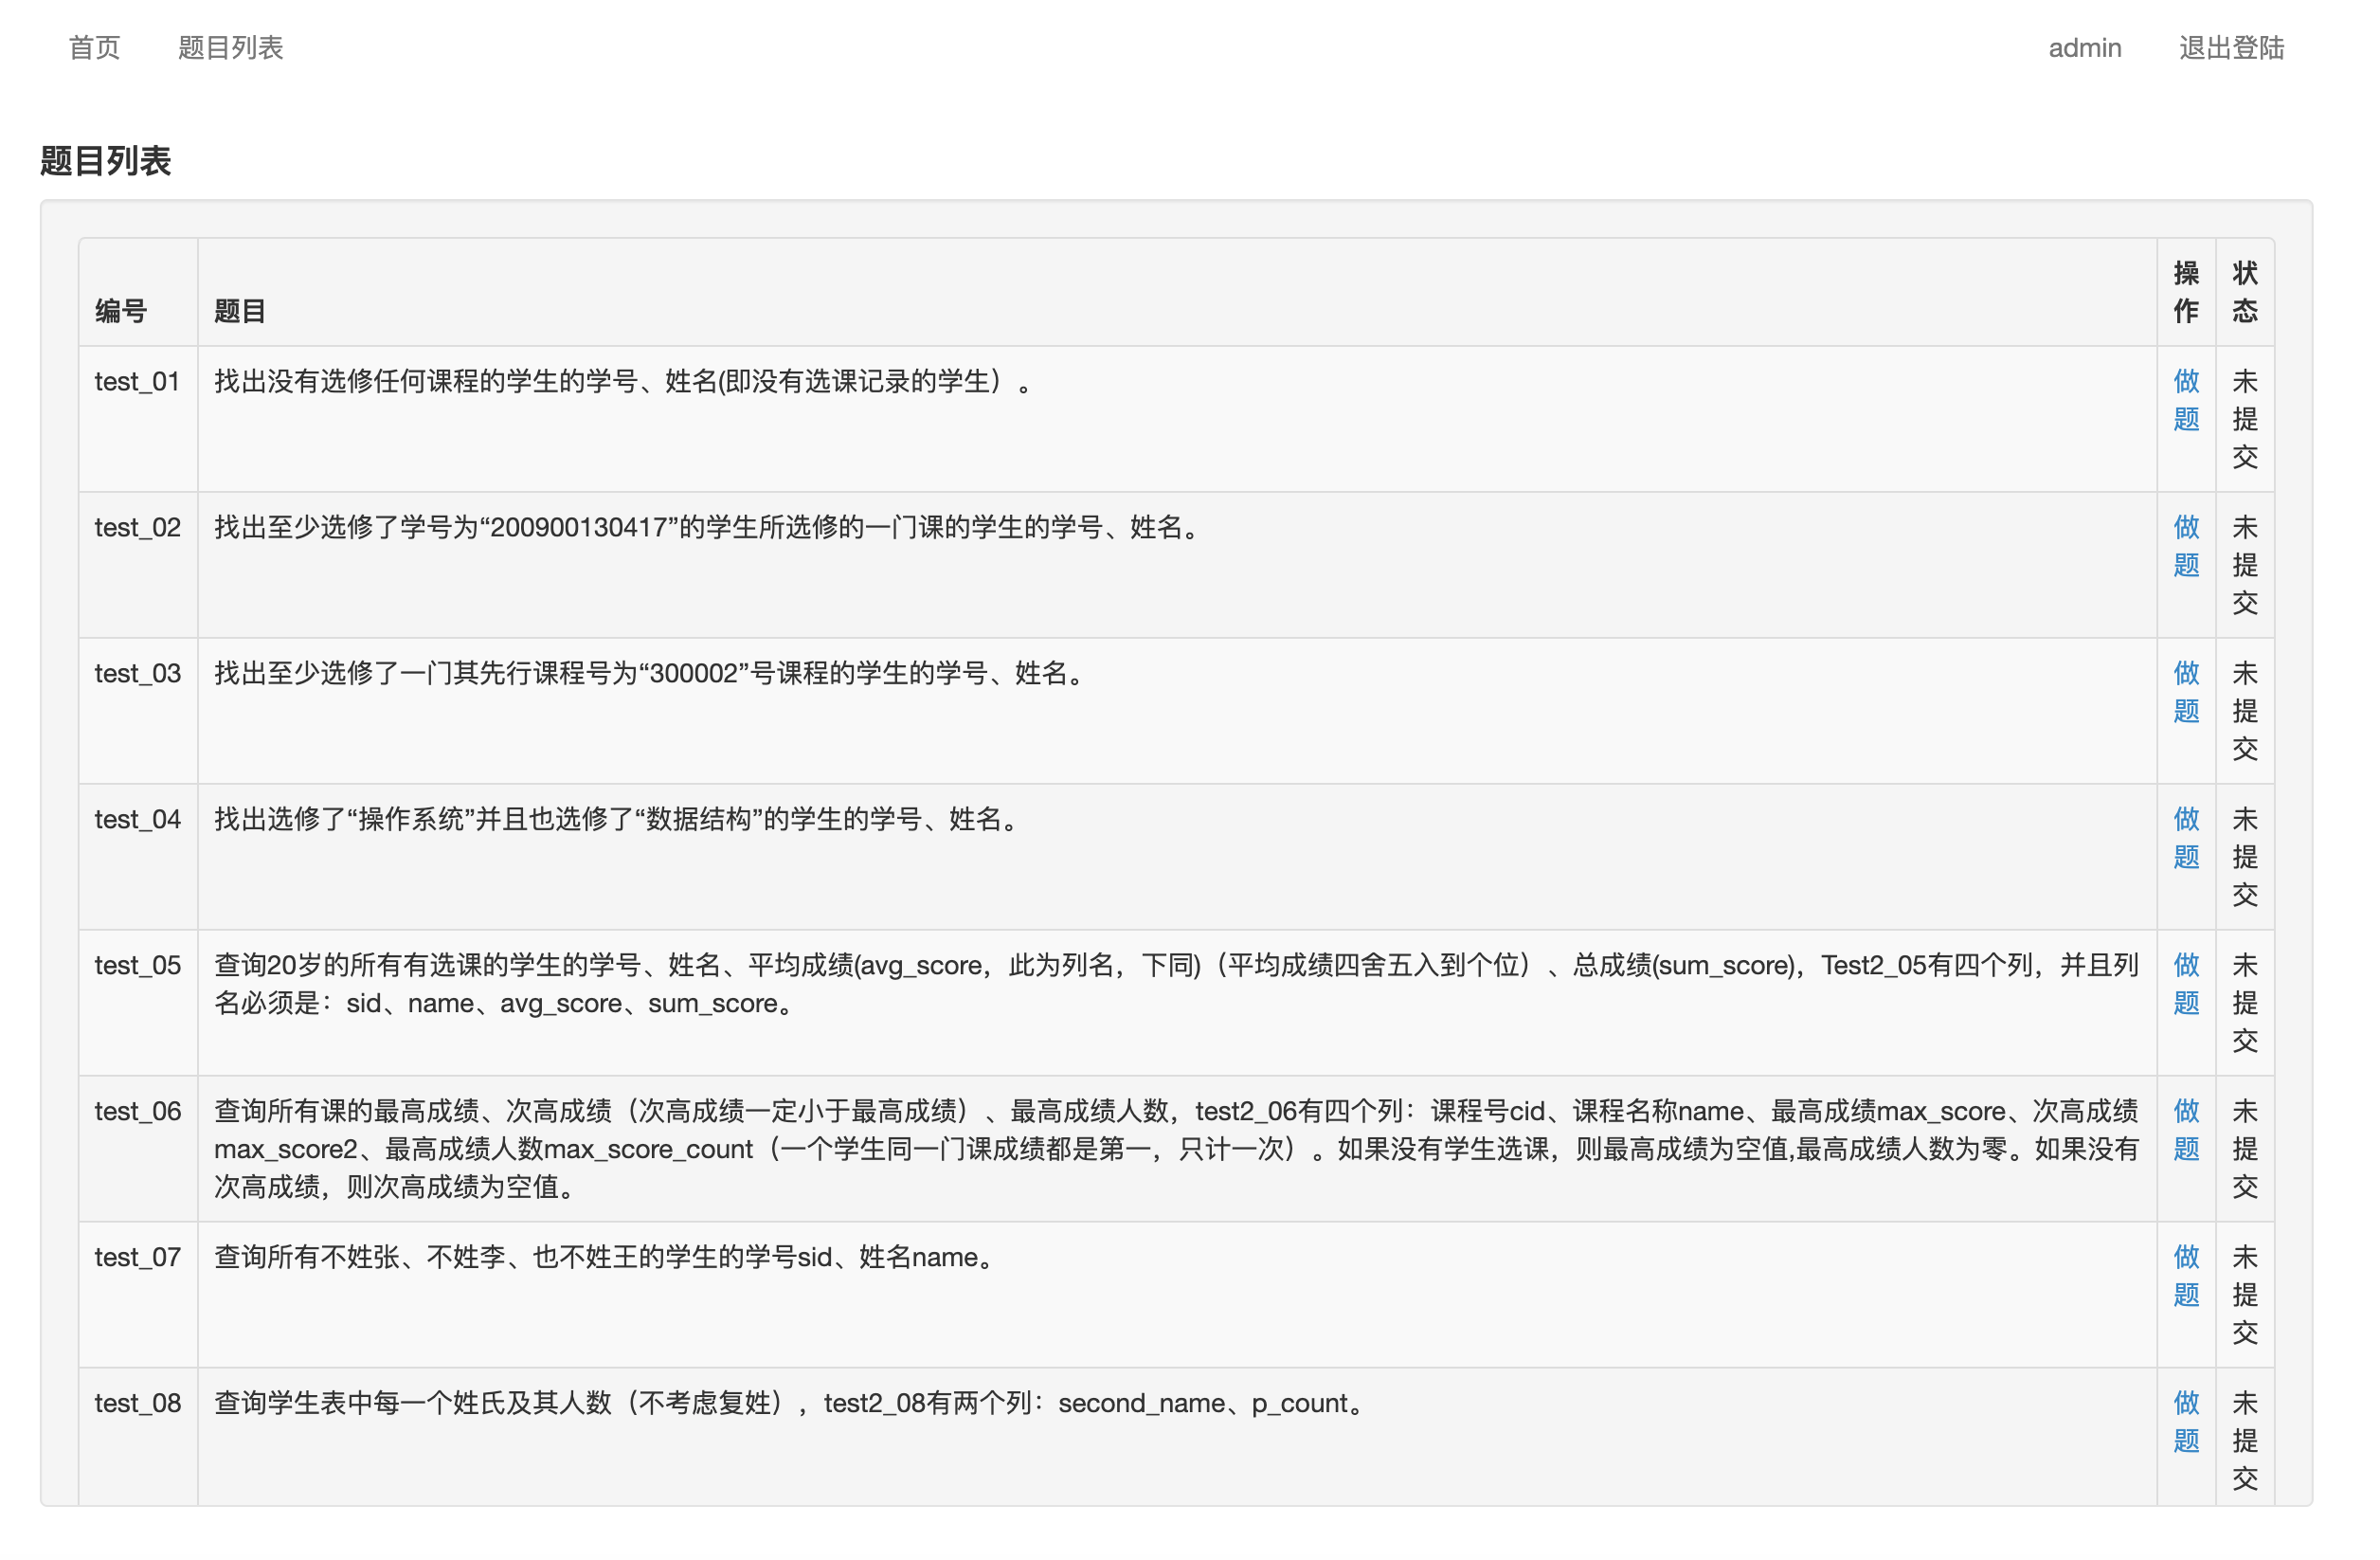 首页 题目列表 admin 退出登陆
题目列表
编号 题目 操作 状态
test_01 找出没有选修任何课程的学生的学号、姓名(即没有选课记录的学生）。 做题 未提交
test_02 找出至少选修了学号为“200900130417”的学生所选修的一门课的学生的学号、姓名。 做题 未提交
test_03 找出至少选修了一门其先行课程号为“300002”号课程的学生的学号、姓名。 做题 未提交
test_04 找出选修了“操作系统”并且也选修了“数据结构”的学生的学号、姓名。 做题 未提交
test_05 查询20岁的所有有选课的学生的学号、姓名、平均成绩(avg_score，此为列名，下同)（平均成绩四舍五入到个位）、总成绩(sum_score)，Test2_05有四个列，并且列
名必须是：sid、name、avg_score、sum_score。 做题 未提交
test_06 查询所有课的最高成绩、次高成绩（次高成绩一定小于最高成绩）、最高成绩人数，test2_06有四个列：课程号cid、课程名称name、最高成绩max_score、次高成绩
max_score2、最高成绩人数max_score_count（一个学生同一门课成绩都是第一，只计一次）。如果没有学生选课，则最高成绩为空值,最高成绩人数为零。如果没有
次高成绩，则次高成绩为空值。 做题 未提交
test_07 查询所有不姓张、不姓李、也不姓王的学生的学号sid、姓名name。 做题 未提交
test_08 查询学生表中每一个姓氏及其人数（不考虑复姓），test2_08有两个列：second_name、p_count。 做题 未提交